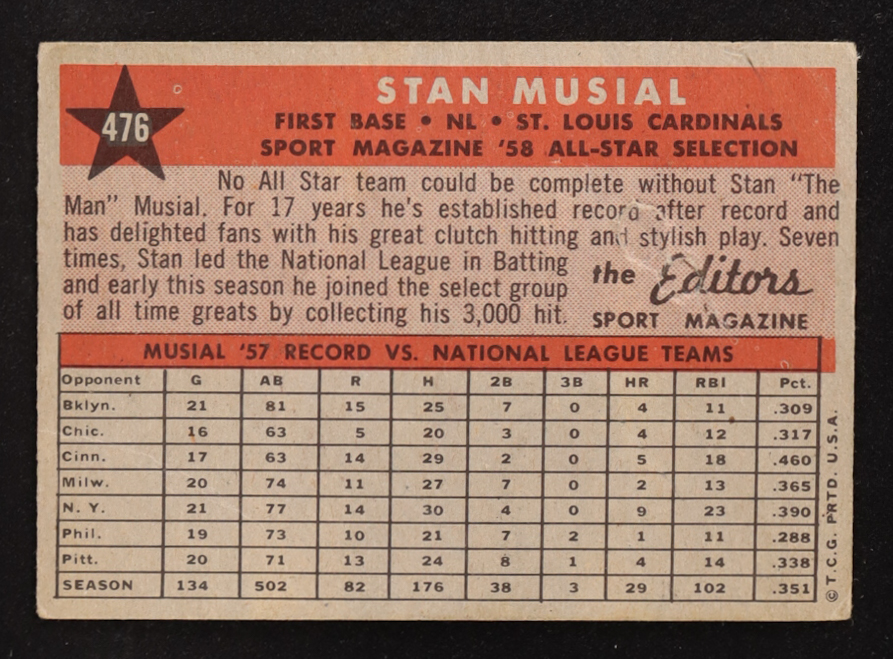 STAN MUSIAL
476
FIRST BASE • NL • ST. LOUIS CARDINALS
SPORT MAGAZINE '58 ALL-STAR SELECTION
No All Star team could be complete without Stan "The
Man" Musial. For 17 years he's established record after record and
has delighted fans with his great clutch hitting and stylish play. Seven
times, Stan led the National League in Batting
and early this season he joined the select group
of all time greats by collecting his 3,000 hit.
the Editors
SPORT MAGAZINE
MUSIAL '57 RECORD VS. NATIONAL LEAGUE TEAMS
Opponent G AB R H 2B 3B HR RBI Pct.
Bklyn. 21 81 15 25 7 0 4 11 .309
Chic. 16 63 5 20 3 0 4 12 .317
Cinn. 17 63 14 29 2 0 5 18 .460
Milw. 20 74 11 27 7 0 2 13 .365
N. Y. 21 77 14 30 4 0 9 23 .390
Phil. 19 73 10 21 7 2 1 11 .288
Pitt. 20 71 13 24 8 1 4 14 .338
SEASON 134 502 82 176 38 3 29 102 .351
© T.C.G. PRTD. U.S.A.